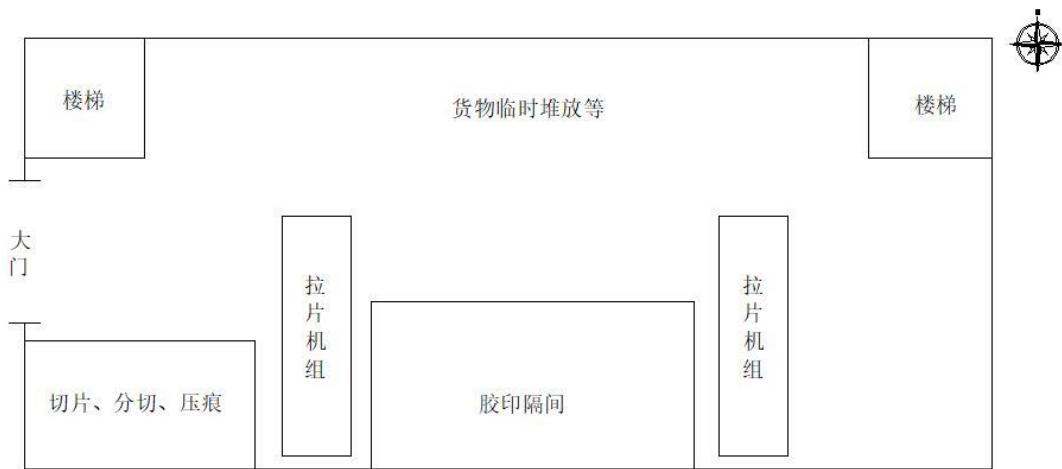 楼梯
货物临时堆放等
楼梯
大门
拉片机组
拉片机组
切片、分切、压痕
胶印隔间